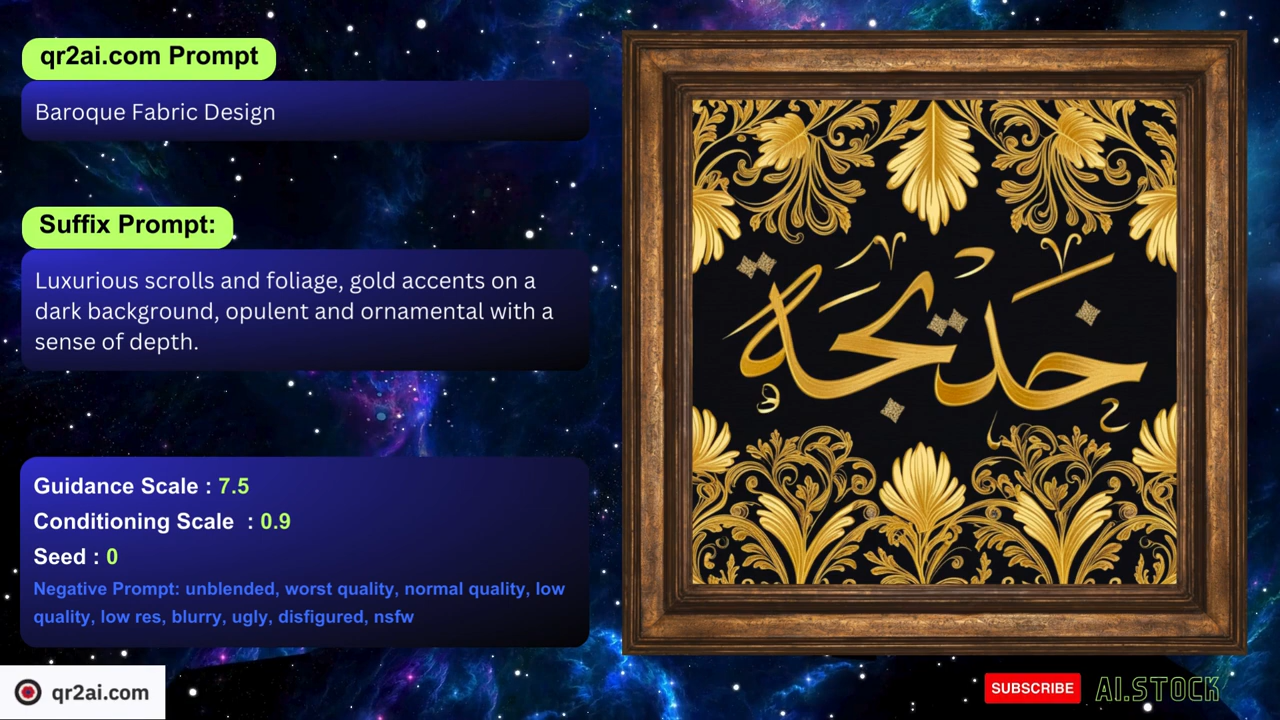 qr2ai.com Prompt
Baroque Fabric Design
Suffix Prompt:
Luxurious scrolls and foliage, gold accents on a
dark background, opulent and ornamental with a
sense of depth.
Guidance Scale : 7.5
Conditioning Scale : 0.9
Seed : 0
Negative Prompt: unblended, worst quality, normal quality, low
quality, low res, blurry, ugly, disfigured, nsfw
qr2ai.com
خديجة
SUBSCRIBE
AI.STOCK